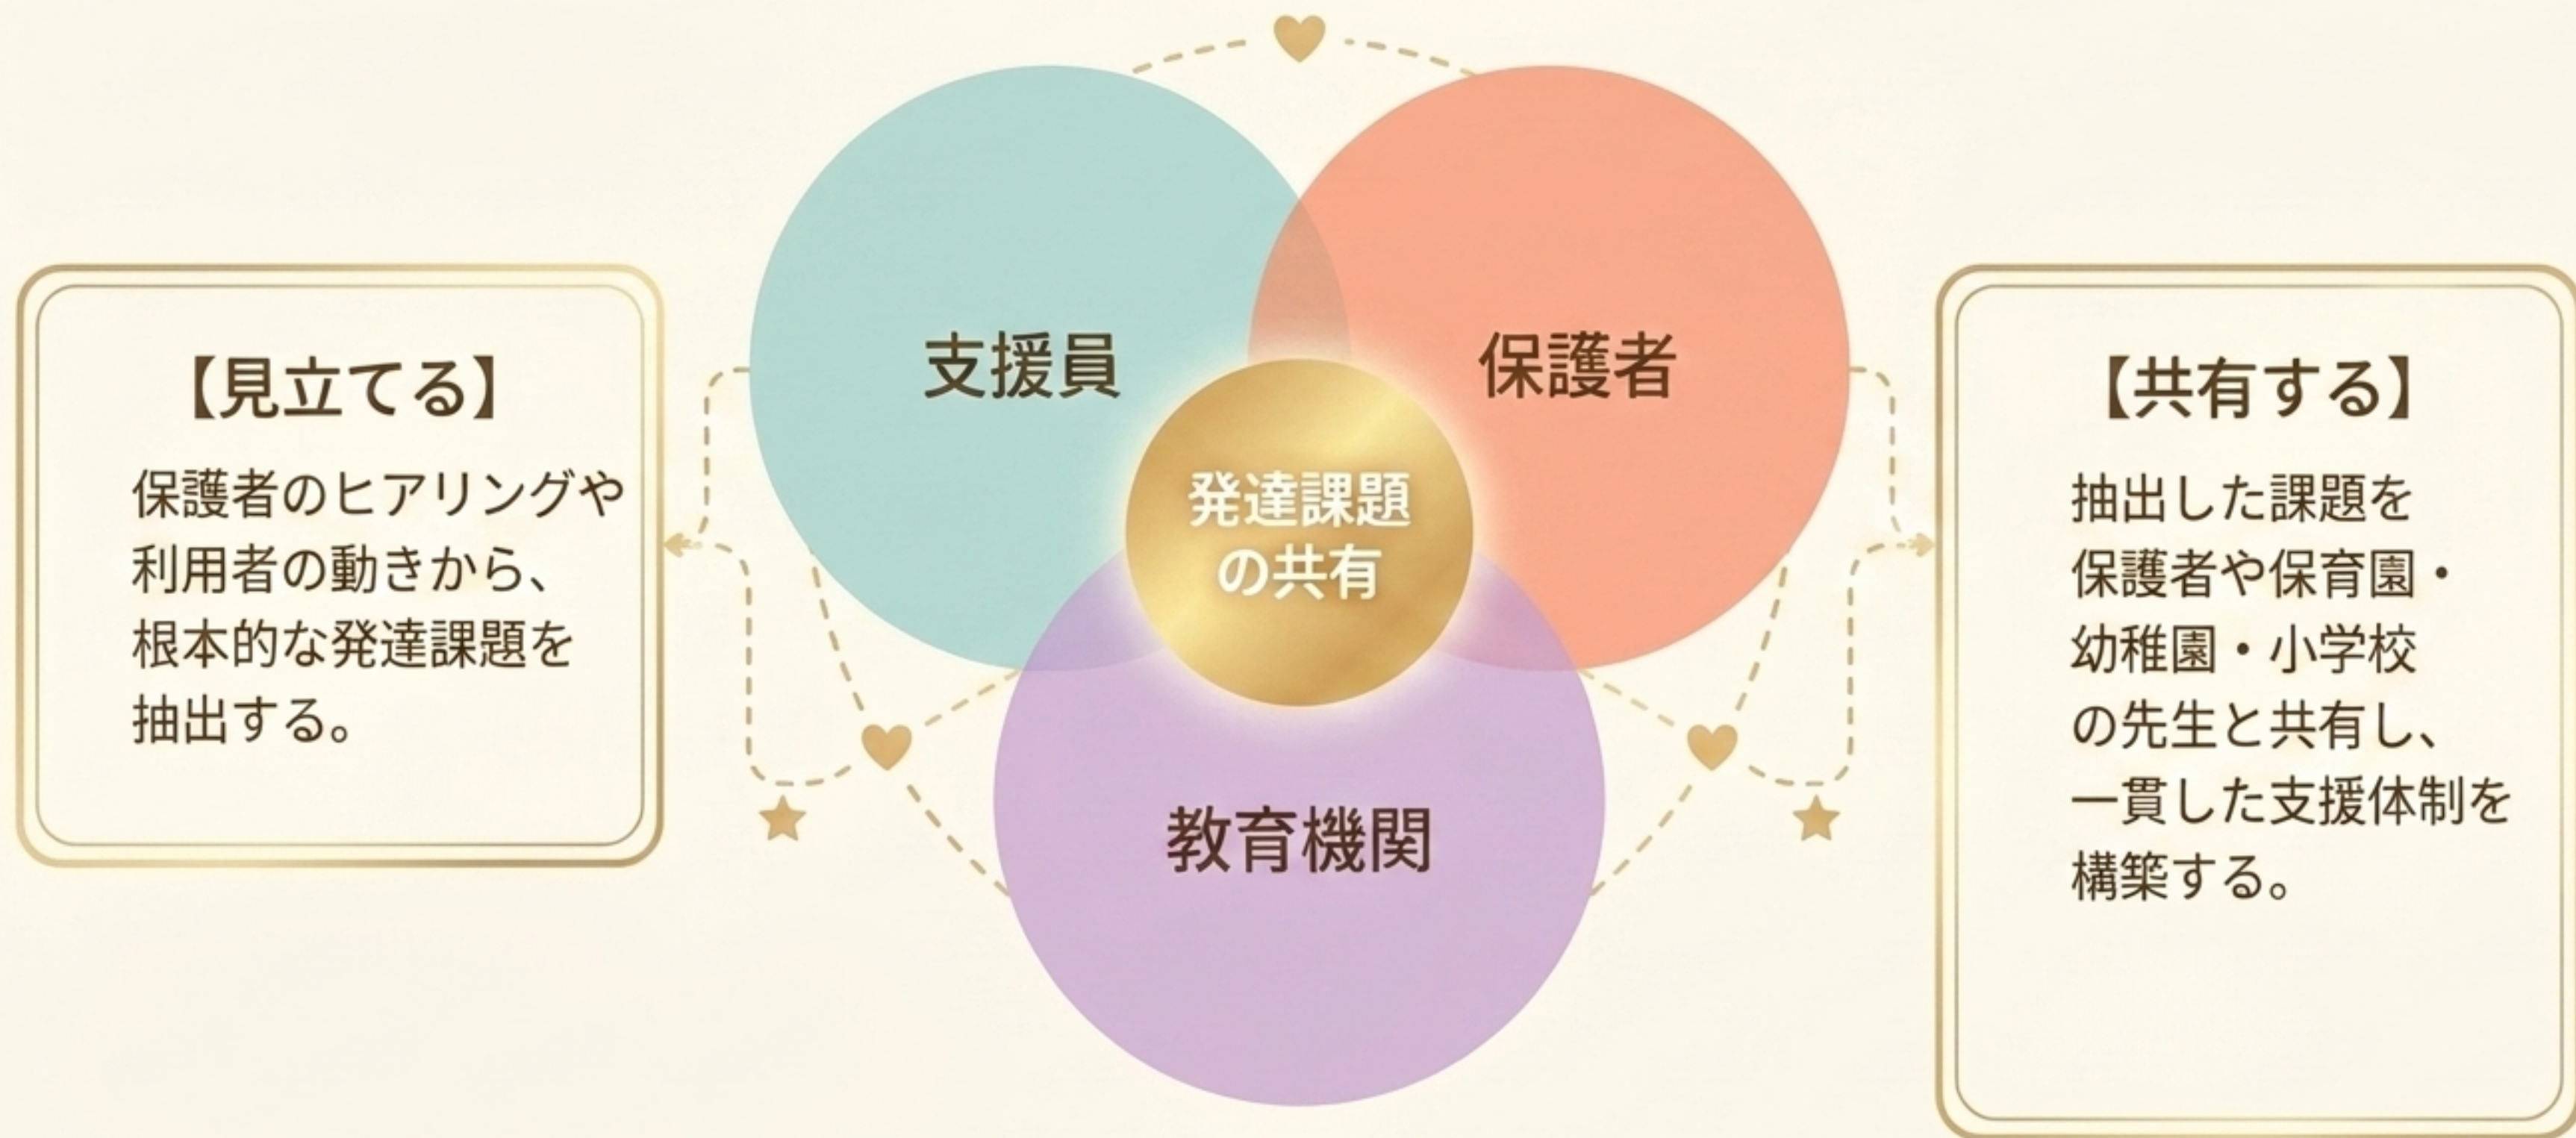 【見立てる】
保護者のヒアリングや
利用者の動きから、
根本的な発達課題を
抽出する。
支援員
保護者
発達課題
の共有
教育機関
【共有する】
抽出した課題を
保護者や保育園・
幼稚園・小学校
の先生と共有し、
一貫した支援体制を
構築する。